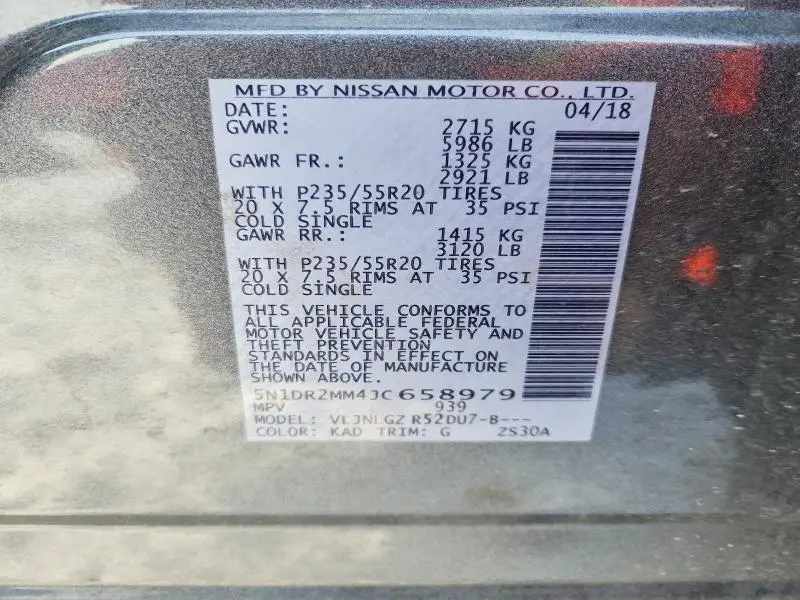 MFD BY NISSAN MOTOR CO., LTD.
DATE: 04/18
GVWR: 2715 KG
5986 LB
GAWR FR.: 1325 KG
2921 LB
WITH P235/55R20 TIRES
20 X 7.5 RIMS AT 35 PSI
COLD SINGLE
GAWR RR.: 1415 KG
3120 LB
WITH P235/55R20 TIRES
20 X 7.5 RIMS AT 35 PSI
COLD SINGLE
THIS VEHICLE CONFORMS TO
ALL APPLICABLE FEDERAL
MOTOR VEHICLE SAFETY AND
THEFT PREVENTION
STANDARDS IN EFFECT ON
THE DATE OF MANUFACTURE
SHOWN ABOVE.
5N1DR2MM4JC658979
MPV 939
MODEL: VLJNLGZ R52DU7-B---
COLOR: KAD TRIM: G ZS30A